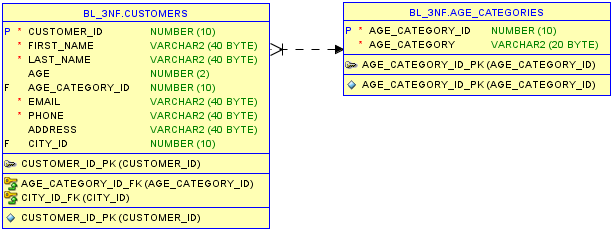 BL_3NF.CUSTOMERS
P * CUSTOMER_ID NUMBER (10)
* FIRST_NAME VARCHAR2 (40 BYTE)
* LAST_NAME VARCHAR2 (40 BYTE)
AGE NUMBER (2)
F AGE_CATEGORY_ID NUMBER (10)
* EMAIL VARCHAR2 (40 BYTE)
* PHONE VARCHAR2 (40 BYTE)
ADDRESS VARCHAR2 (40 BYTE)
F CITY_ID NUMBER (10)
CUSTOMER_ID_PK (CUSTOMER_ID)
AGE_CATEGORY_ID_FK (AGE_CATEGORY_ID)
CITY_ID_FK (CITY_ID)
CUSTOMER_ID_PK (CUSTOMER_ID)
BL_3NF.AGE_CATEGORIES
P * AGE_CATEGORY_ID NUMBER (10)
* AGE_CATEGORY VARCHAR2 (20 BYTE)
AGE_CATEGORY_ID_PK (AGE_CATEGORY_ID)
AGE_CATEGORY_ID_PK (AGE_CATEGORY_ID)